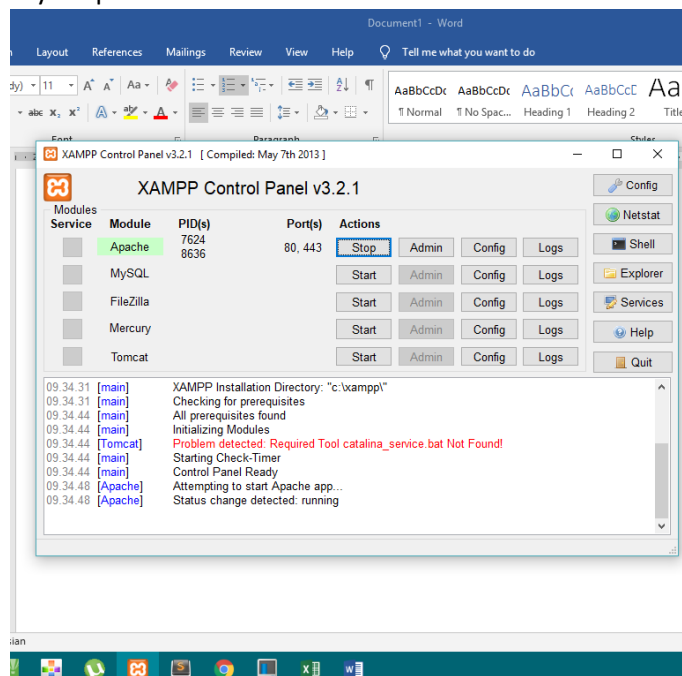 Document1 - Word
Layout References Mailings Review View Help Tell me what you want to do
11 Aa
AaBbCcDc AaBbCcDc AaBbCc AaBbCcE
abc X₂ X² A A
¶ Normal ¶ No Spac... Heading 1 Heading 2
XAMPP Control Panel v3.2.1 [ Compiled: May 7th 2013 ]
XAMPP Control Panel v3.2.1
Config
Modules
Service Module PID(s) Port(s) Actions
Netstat
Apache 7624 80, 443 Stop Admin Config Logs
8636
Shell
MySQL Start Admin Config Logs
Explorer
FileZilla Start Admin Config Logs
Services
Mercury Start Admin Config Logs
Help
Tomcat Start Admin Config Logs
Quit
09.34.31 [main] XAMPP Installation Directory: "c:\xampp\"
09.34.31 [main] Checking for prerequisites
09.34.44 [main] All prerequisites found
09.34.44 [main] Initializing Modules
09.34.44 [Tomcat] Problem detected: Required Tool catalina_service.bat Not Found!
09.34.44 [main] Starting Check-Timer
09.34.44 [main] Control Panel Ready
09.34.48 [Apache] Attempting to start Apache app...
09.34.48 [Apache] Status change detected: running